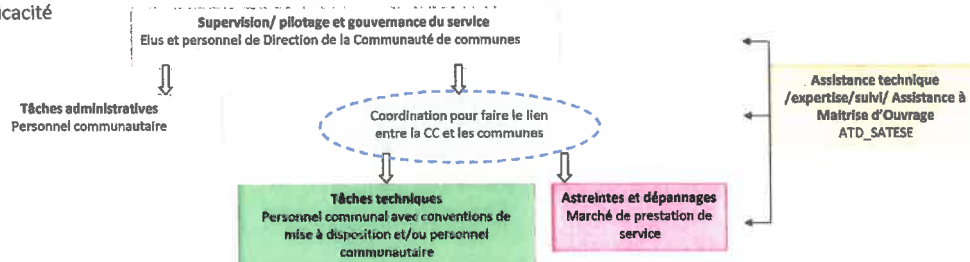 Supervision/ pilotage et gouvernance du service
Elus et personnel de Direction de la Communauté de communes
Tâches administratives
Personnel communautaire
Coordination pour faire le lien
entre la CC et les communes
Assistance technique
/expertise/suivi/ Assistance à
Maitrise d'Ouvrage
ATD_SATESE
Tâches techniques
Personnel communal avec conventions de
mise à disposition et/ou personnel
communautaire
Astreintes et dépannages
Marché de prestation de
service